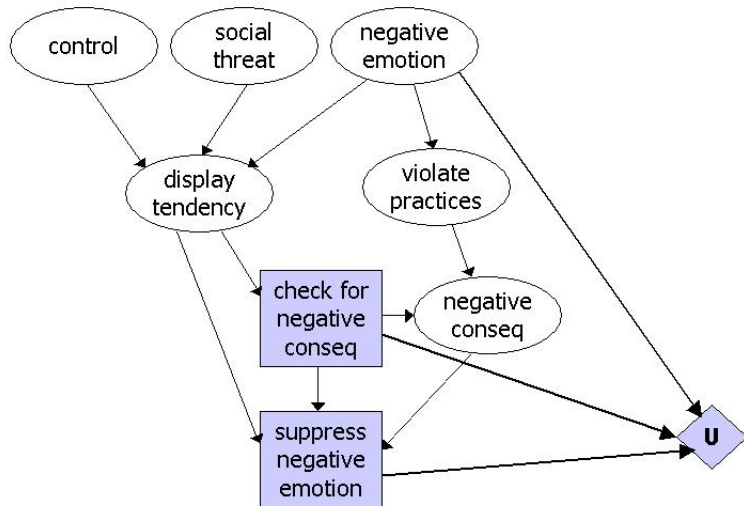 control
social
threat
negative
emotion
display
tendency
violate
practices
check for
negative
conseq
negative
conseq
suppress
negative
emotion
U